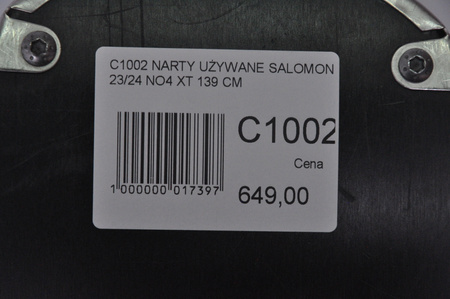 C1002 NARTY UŻYWANE SALOMON
23/24 NO4 XT 139 CM
C1002
Cena
1 000000 017397
649,00